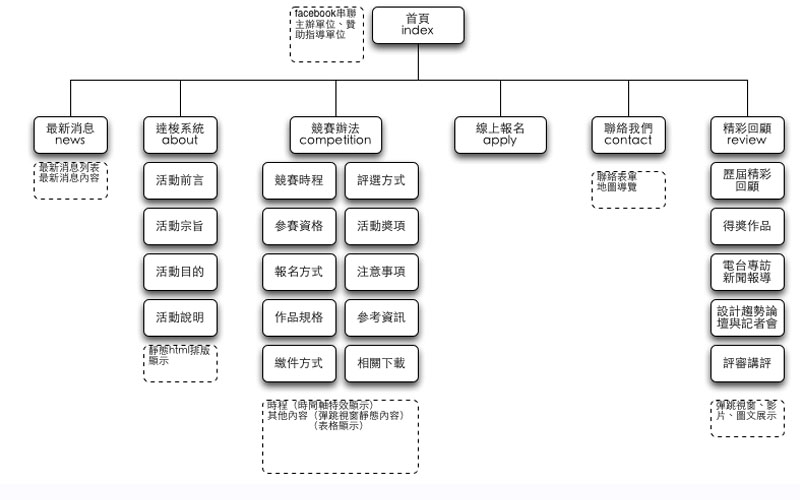 facebook串聯
主辦單位、贊
助指導單位
首頁
index
最新消息
news
最新消息列表
最新消息內容
達梭系統
about
活動前言
活動宗旨
活動目的
活動說明
靜態html排版
顯示
競賽辦法
competition
競賽時程
評選方式
參賽資格
活動獎項
報名方式
注意事項
作品規格
參考資訊
繳件方式
相關下載
時程（時間軸特效顯示）
其他內容（彈跳視窗靜態內容）
（表格顯示）
線上報名
apply
聯絡我們
contact
聯絡表單
地圖導覽
精彩回顧
review
歷屆精彩
回顧
得獎作品
電台專訪
新聞報導
設計趨勢論
壇與記者會
評審講評
彈跳視窗、影
片、圖文展示